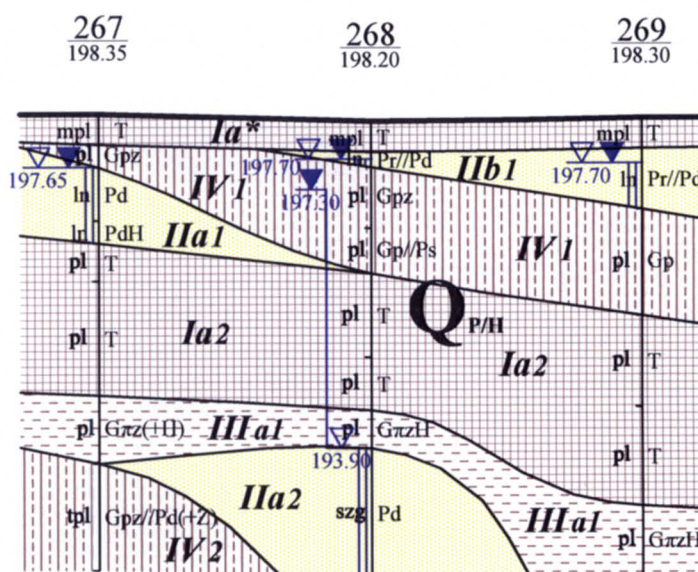 267 268 269
198.35 198.20 198.30
mpl T Ia* mpl T mpl T
pl Gpz 197.70 Pr//Pd IIb1 197.70 ln Pr//Pd
197.65 ln Pd IV1 197.30 pl Gpz
PdH IIa1 pl Gp//Ps IV1 pl Gp
pl T
Q P/H
pl T Ia2 pl T Ia2 pl T
pl T
pl Gπz(+H) IIIa1 pl GπzH pl T
193.90
tpl Gpz//Pd(+Ż) IIa2 szg Pd IIIa1
IV2 pl GπzH